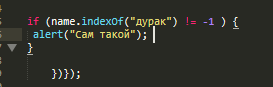 if (name.indexOf("дурак") != -1 ) {
alert("Сам такой");
}
})});